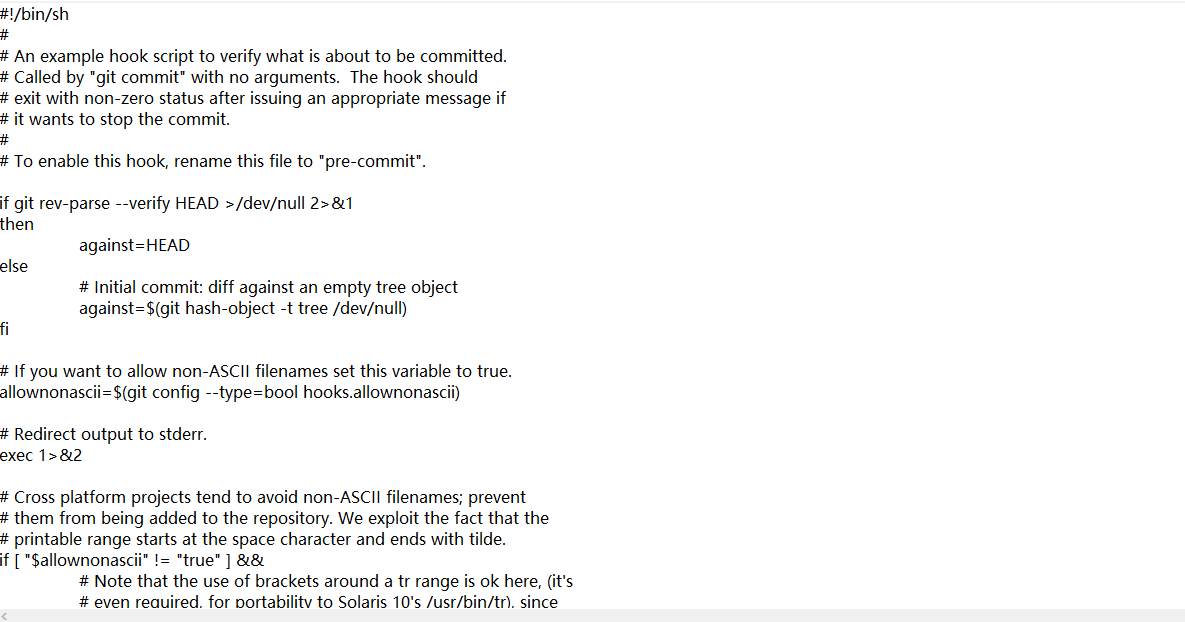 #!/bin/sh
#
# An example hook script to verify what is about to be committed.
# Called by "git commit" with no arguments.  The hook should
# exit with non-zero status after issuing an appropriate message if
# it wants to stop the commit.
#
# To enable this hook, rename this file to "pre-commit".

if git rev-parse --verify HEAD >/dev/null 2>&1
then
	against=HEAD
else
	# Initial commit: diff against an empty tree object
	against=$(git hash-object -t tree /dev/null)
fi

# If you want to allow non-ASCII filenames set this variable to true.
allownonascii=$(git config --type=bool hooks.allownonascii)

# Redirect output to stderr.
exec 1>&2

# Cross platform projects tend to avoid non-ASCII filenames; prevent
# them from being added to the repository. We exploit the fact that the
# printable range starts at the space character and ends with tilde.
if [ "$allownonascii" != "true" ] &&
	# Note that the use of brackets around a tr range is ok here, (it's
	# even required, for portability to Solaris 10's /usr/bin/tr), since